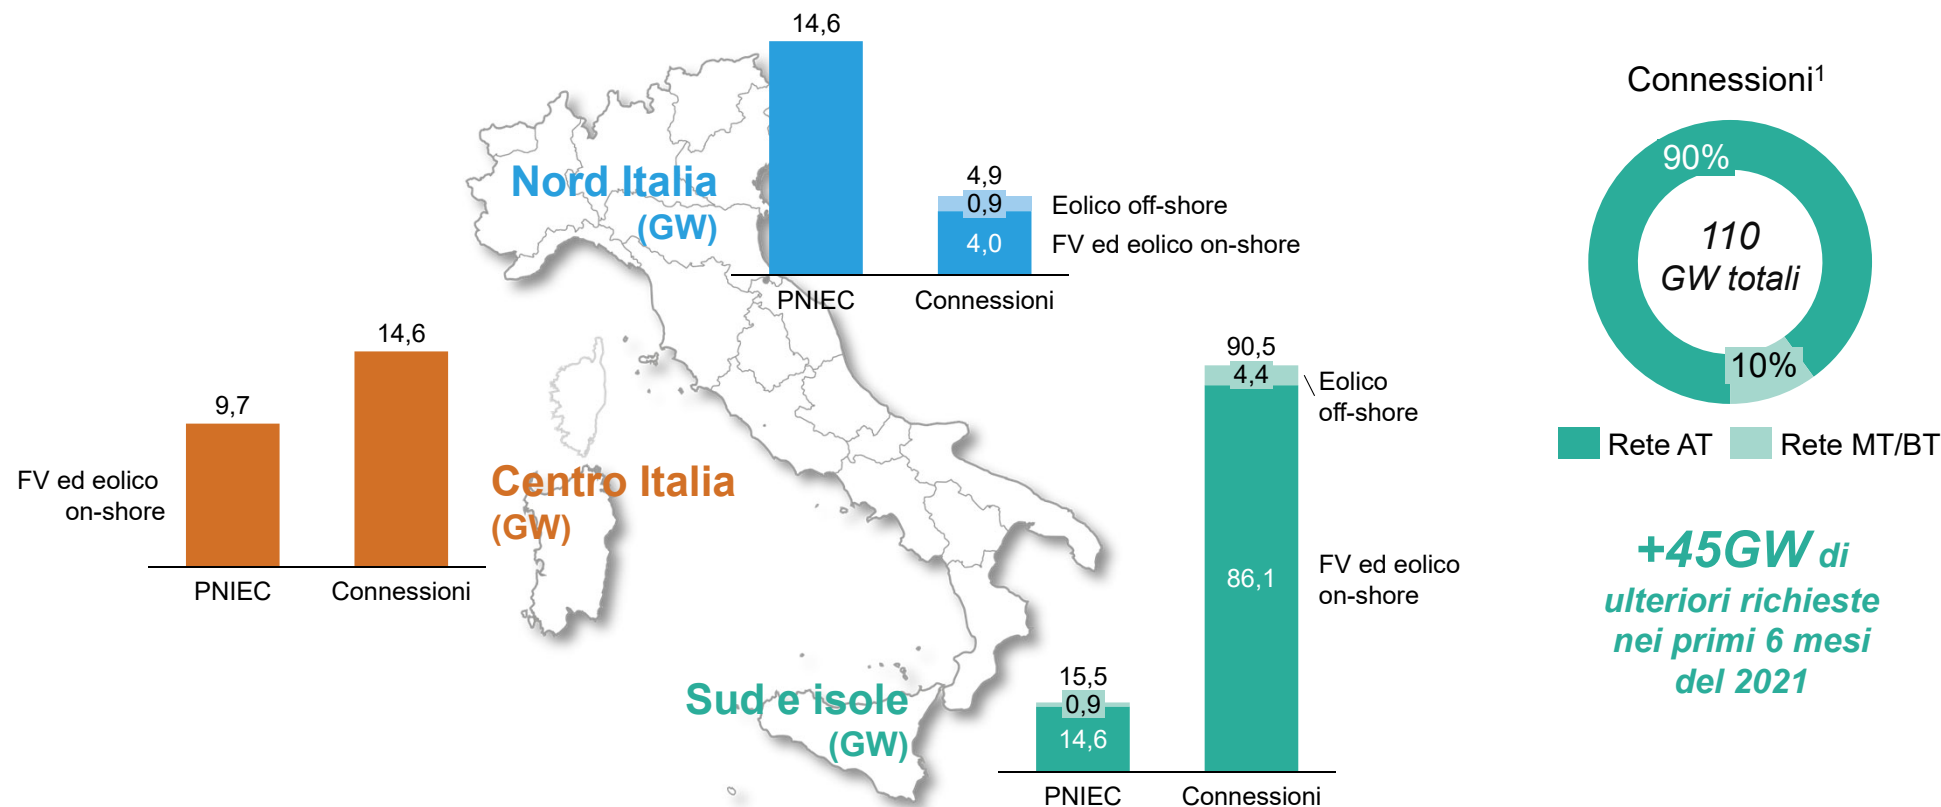 14,6
Nord Italia
(GW)
4,9
0,9
4,0
Eolico off-shore
FV ed eolico on-shore
PNIEC
Connessioni
9,7
14,6
FV ed eolico
on-shore
Centro Italia
(GW)
PNIEC
Connessioni
90,5
4,4
Eolico
off-shore
86,1
FV ed eolico
on-shore
15,5
0,9
14,6
Sud e isole
(GW)
PNIEC
Connessioni
Connessioni¹
90%
110
GW totali
10%
Rete AT
Rete MT/BT
+45GW di
ulteriori richieste
nei primi 6 mesi
del 2021